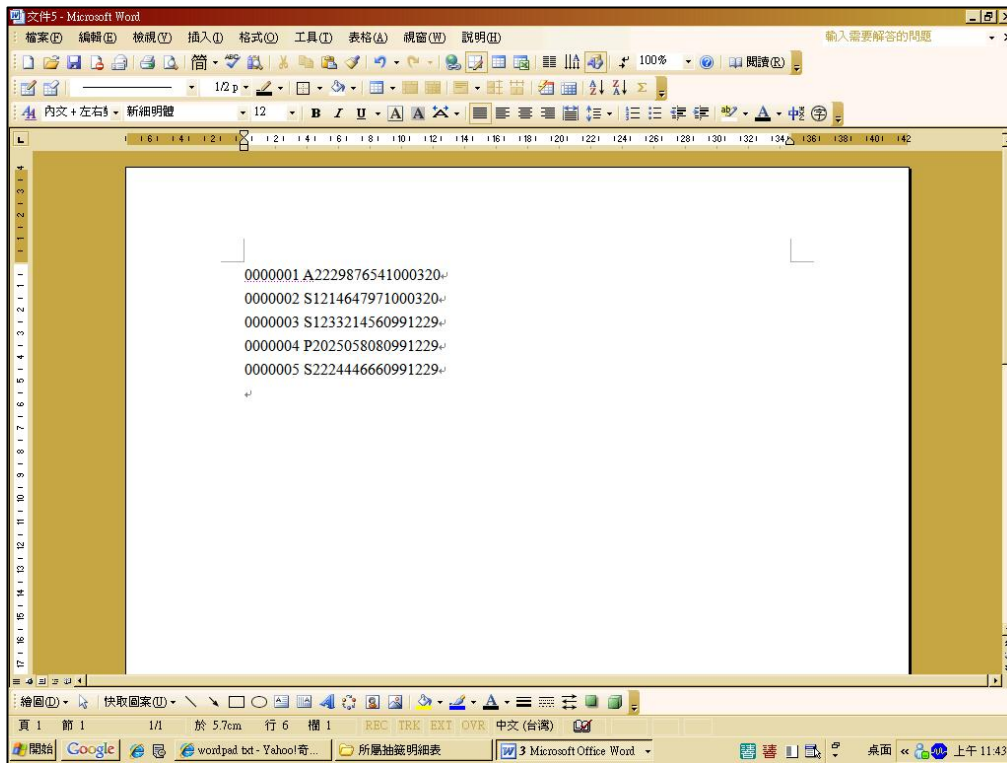 文件5 - Microsoft Word
檔案(F) 編輯(E) 檢視(V) 插入(I) 格式(O) 工具(T) 表格(A) 視窗(W) 說明(H) 輸入需要解答的問題
簡 100% 閱讀(R)
1/2 p
內文 + 左右對 新細明體 12 B I U A A A
0000001 A2229876541000320
0000002 S1214647971000320
0000003 S1233214560991229
0000004 P2025058080991229
0000005 S2224446660991229
繪圖(D) 快取圖案(U)
頁 1 節 1 1/1 於 5.7cm 行 6 欄 1 REC TRK EXT OVR 中文 (台灣)
開始 Google wordpad txt - Yahoo!奇... 所屬抽籤明細表 3 Microsoft Office Word 桌面 « 上午 11:43